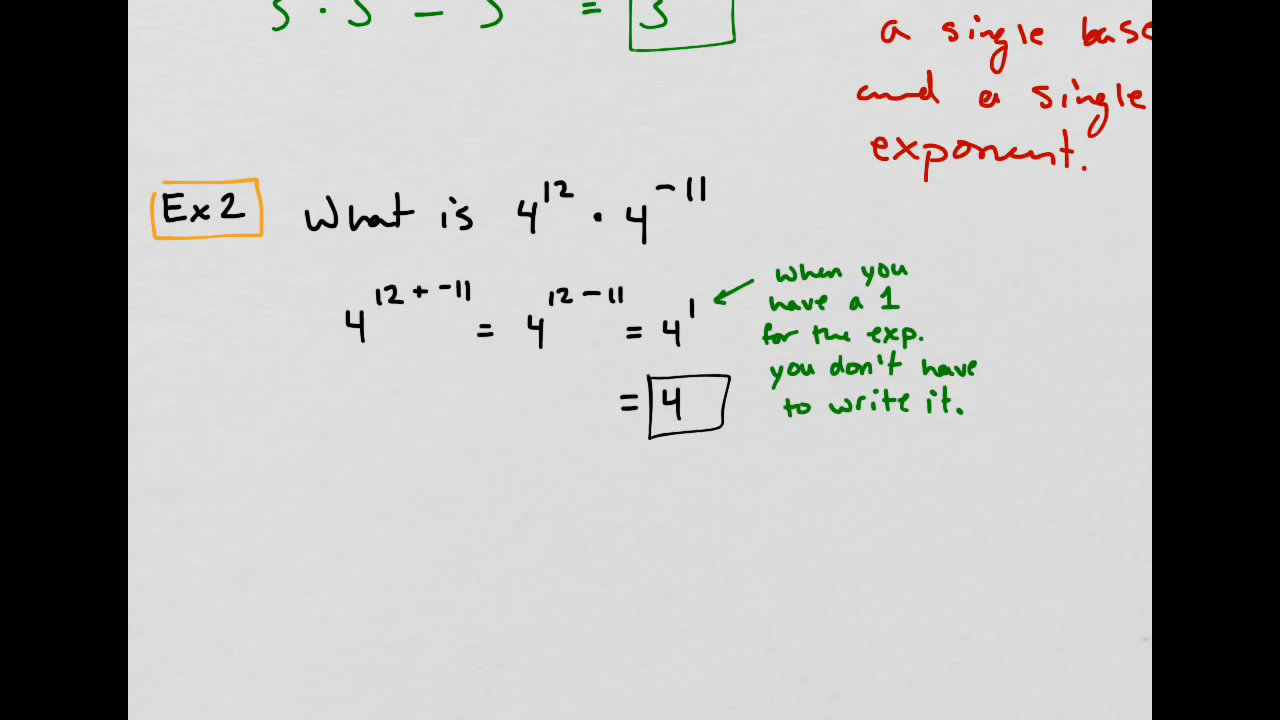 a single base
and a single
exponent.
Ex 2 What is 4^12 · 4^-11
4^12 + -11 = 4^12 - 11 = 4^1
= 4
when you
have a 1
for the exp.
you don't have
to write it.